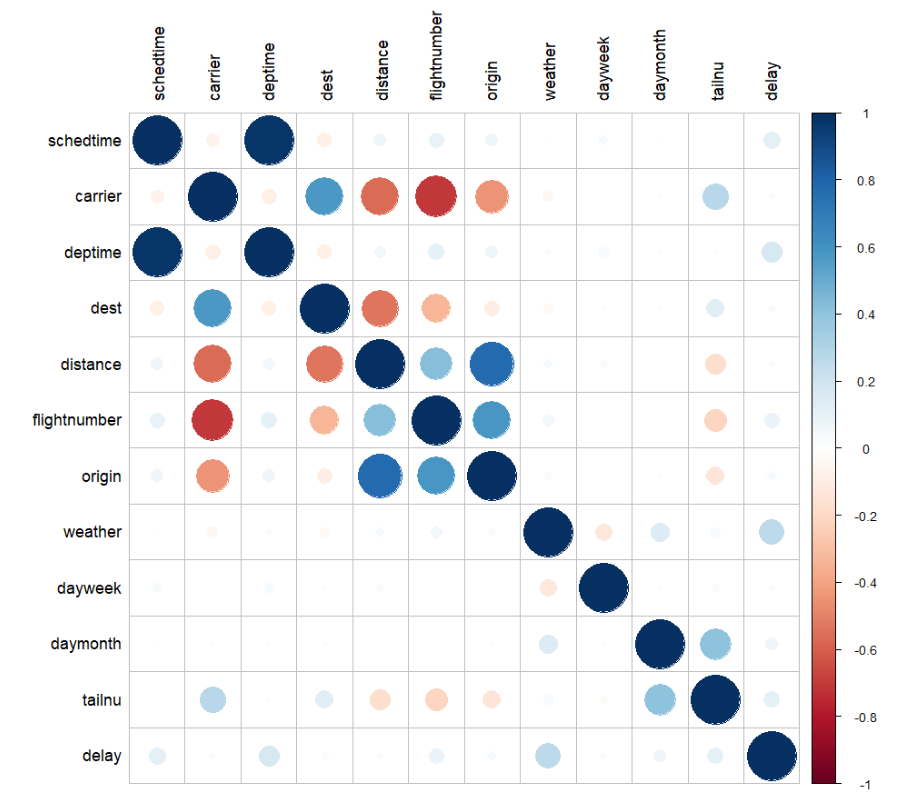 schedtime carrier deptime dest distance flightnumber origin weather dayweek daymonth tailnu delay
schedtime
carrier
deptime
dest
distance
flightnumber
origin
weather
dayweek
daymonth
tailnu
delay
1
0.8
0.6
0.4
0.2
0
-0.2
-0.4
-0.6
-0.8
-1